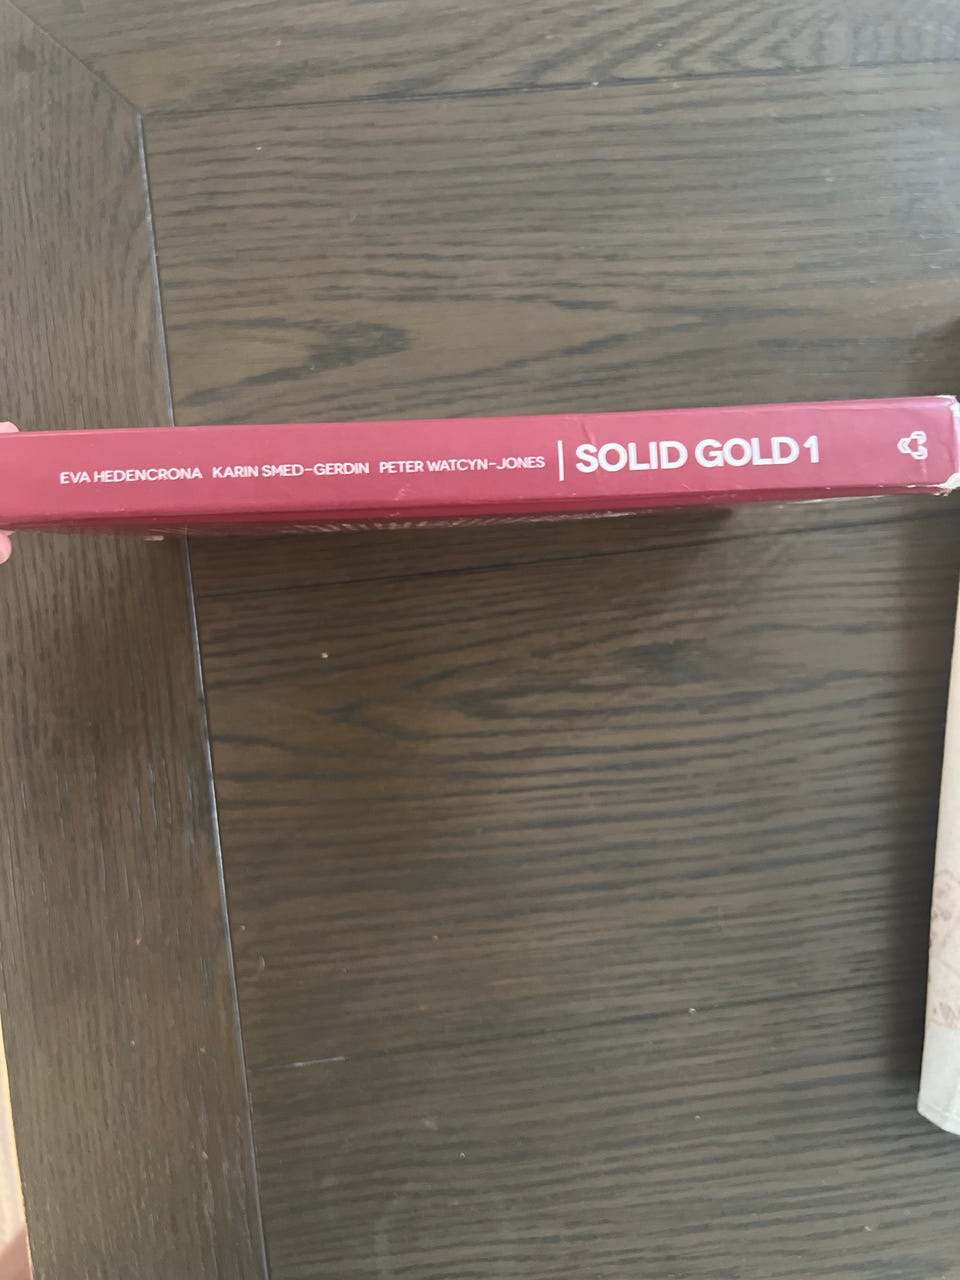 EVA HEDENCRONA KARIN SMED-GERDIN PETER WATCYN-JONES | SOLID GOLD 1